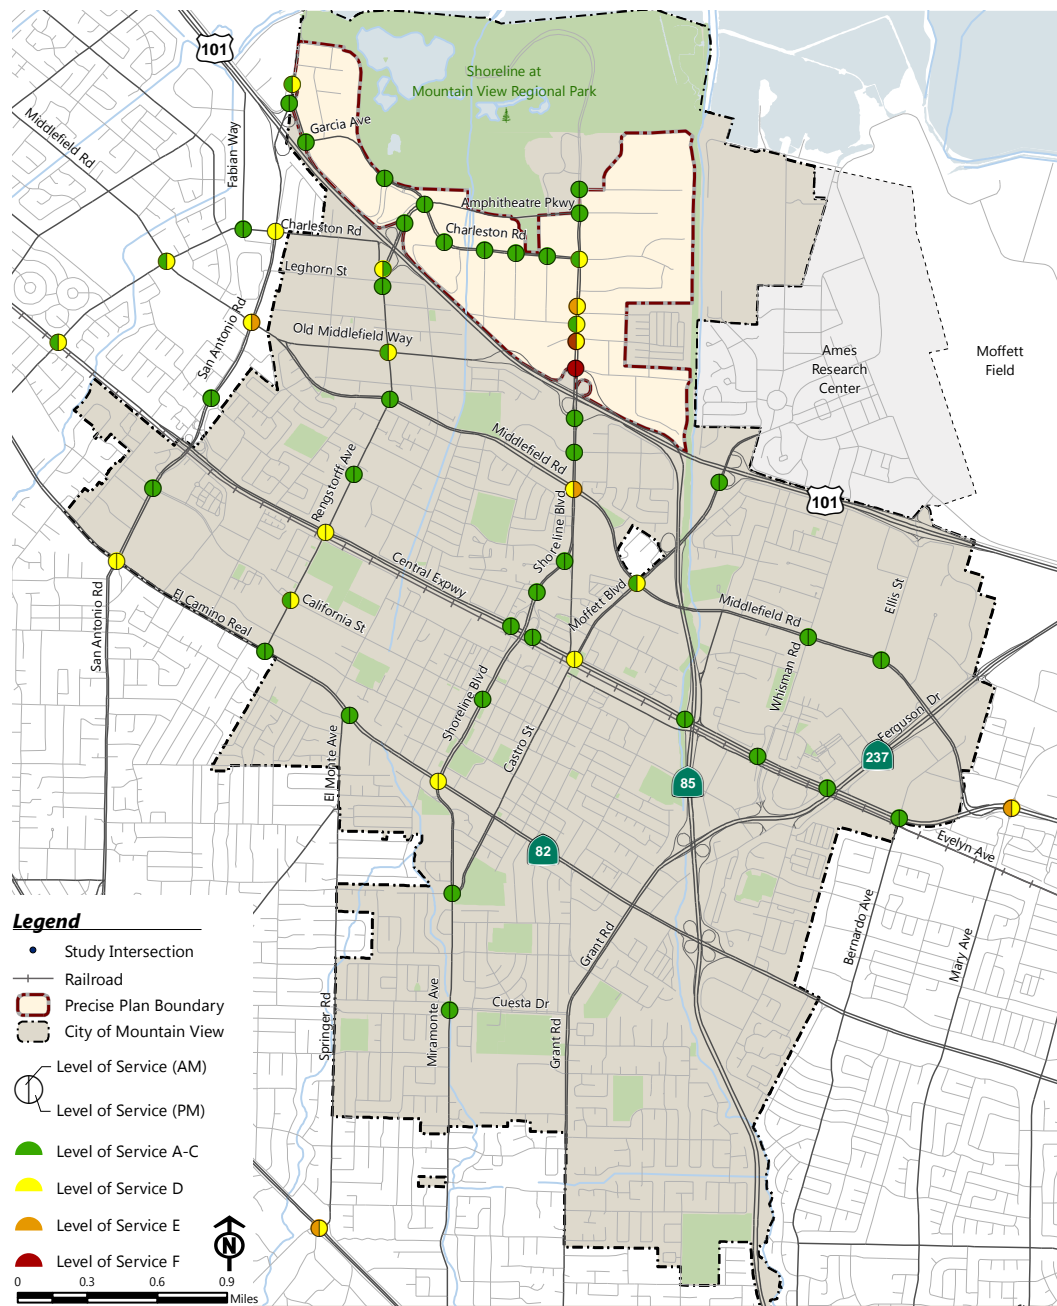 101
Shoreline at
Mountain View Regional Park
Middlefield Rd
Fabian Way
Garcia Ave
Amphitheatre Pkwy
Charleston Rd
Charleston Rd
Leghorn St
San Antonio Rd
Old Middlefield Way
Ames
Research
Center
Moffett
Field
Middlefield Rd
Rengstorff Ave
101
Shoreline Blvd
Central Expwy
Moffett Blvd
Ellis St
El Camino Real
California St
Middlefield Rd
San Antonio Rd
Whisman Rd
Shoreline Blvd
Castro St
Ferguson Dr
El Monte Ave
237
85
82
Evelyn Ave
Bernardo Ave
Mary Ave
Grant Rd
Springer Rd
Miramonte Ave
Cuesta Dr
Grant Rd
Legend
Study Intersection
Railroad
Precise Plan Boundary
City of Mountain View
Level of Service (AM)
Level of Service (PM)
Level of Service A-C
Level of Service D
Level of Service E
Level of Service F
N
0 0.3 0.6 0.9
Miles